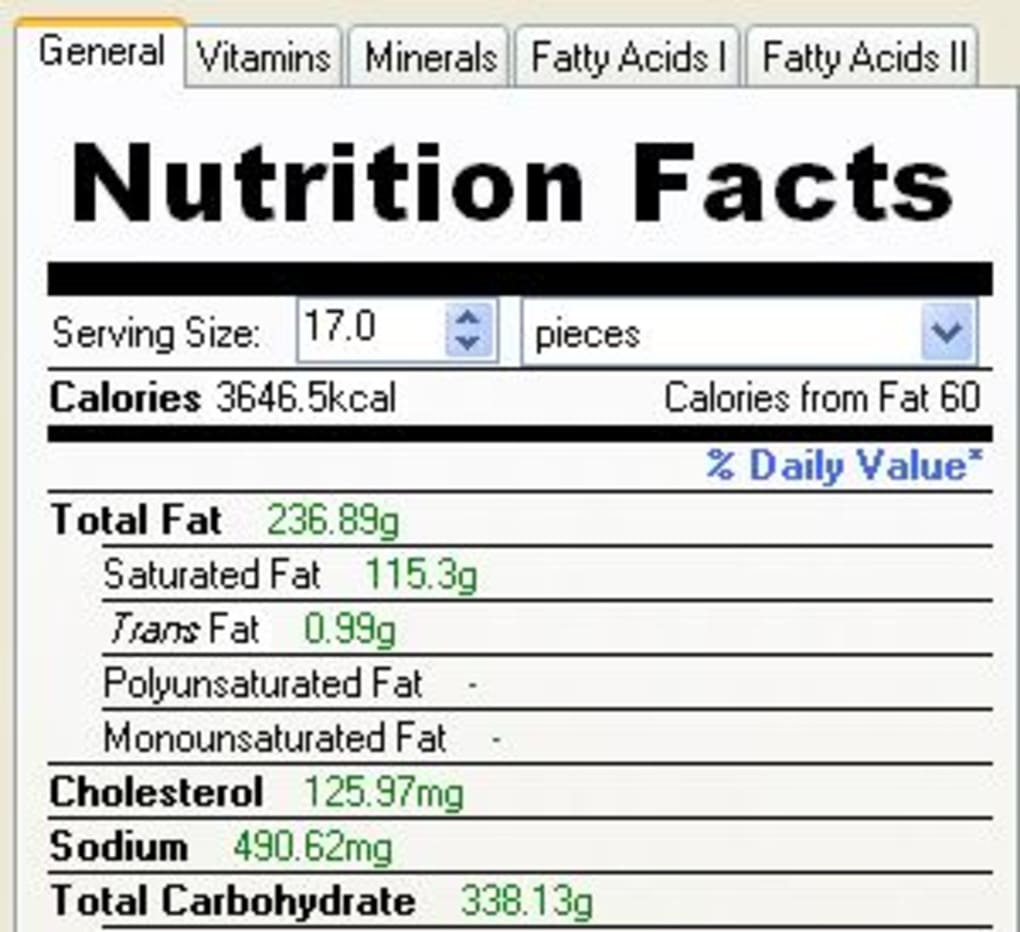 General Vitamins Minerals Fatty Acids I Fatty Acids II
Nutrition Facts
Serving Size: 17.0 pieces
Calories 3646.5kcal Calories from Fat 60
% Daily Value*
Total Fat 236.89g
Saturated Fat 115.3g
Trans Fat 0.99g
Polyunsaturated Fat -
Monounsaturated Fat -
Cholesterol 125.97mg
Sodium 490.62mg
Total Carbohydrate 338.13g